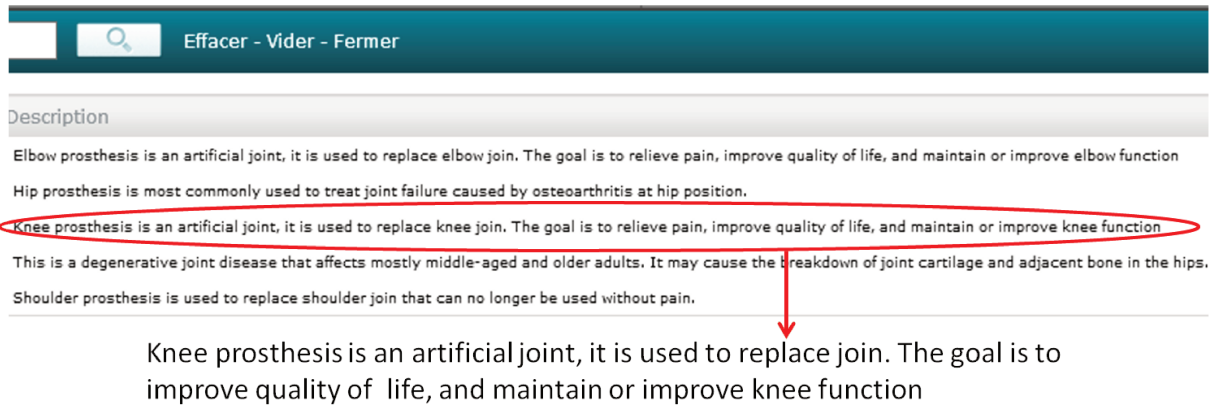 Effacer - Vider - Fermer
Description
Elbow prosthesis is an artificial joint, it is used to replace elbow join. The goal is to relieve pain, improve quality of life, and maintain or improve elbow function
Hip prosthesis is most commonly used to treat joint failure caused by osteoarthritis at hip position.
Knee prosthesis is an artificial joint, it is used to replace knee join. The goal is to relieve pain, improve quality of life, and maintain or improve knee function
This is a degenerative joint disease that affects mostly middle-aged and older adults. It may cause the breakdown of joint cartilage and adjacent bone in the hips.
Shoulder prosthesis is used to replace shoulder join that can no longer be used without pain.
Knee prosthesis is an artificial joint, it is used to replace join. The goal is to
improve quality of life, and maintain or improve knee function